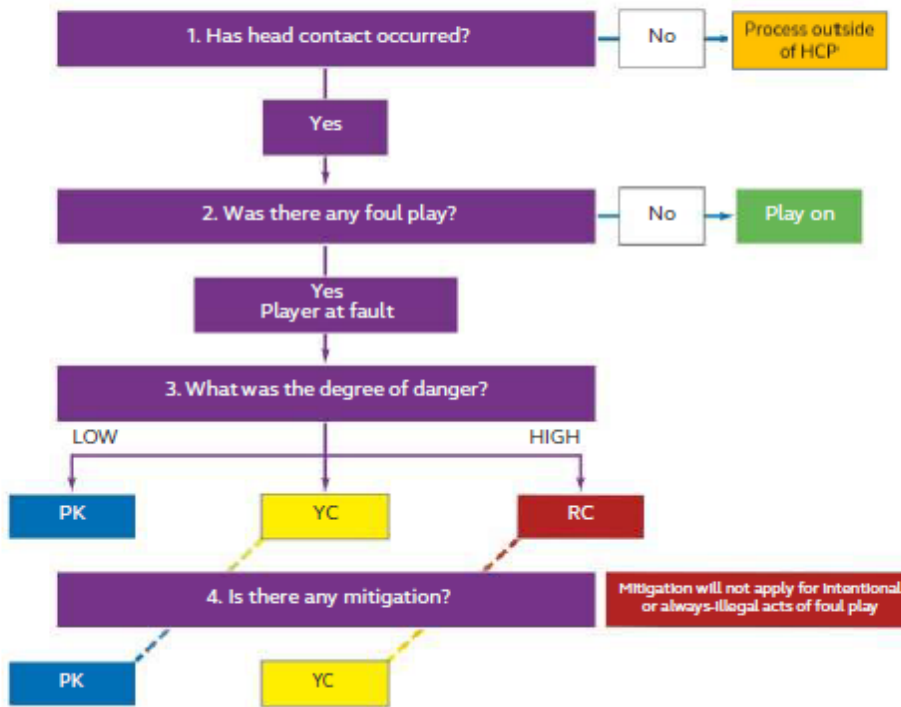 1. Has head contact occurred?
No
Process outside
of HCP
Yes
2. Was there any foul play?
No
Play on
Yes
Player at fault
3. What was the degree of danger?
LOW
HIGH
PK
YC
RC
4. Is there any mitigation?
Mitigation will not apply for intentional
or always-illegal acts of foul play
PK
YC